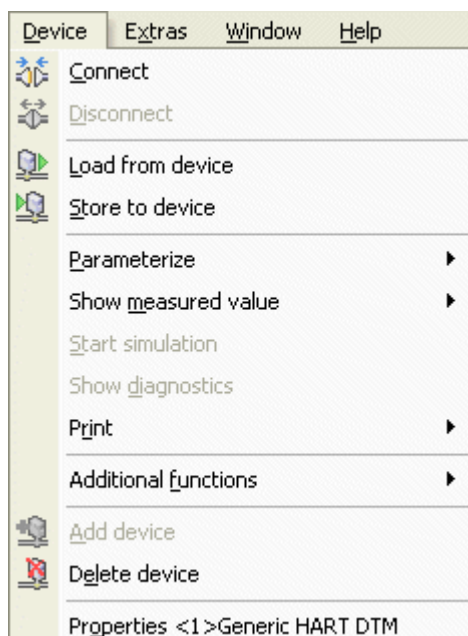 Device Extras Window Help
Connect
Disconnect
Load from device
Store to device
Parameterize
Show measured value
Start simulation
Show diagnostics
Print
Additional functions
Add device
Delete device
Properties <1>Generic HART DTM